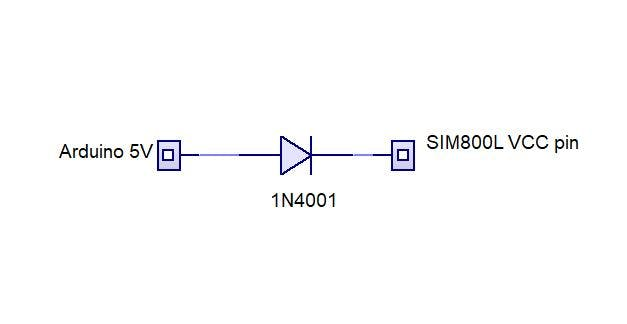 Arduino 5V
SIM800L VCC pin
1N4001